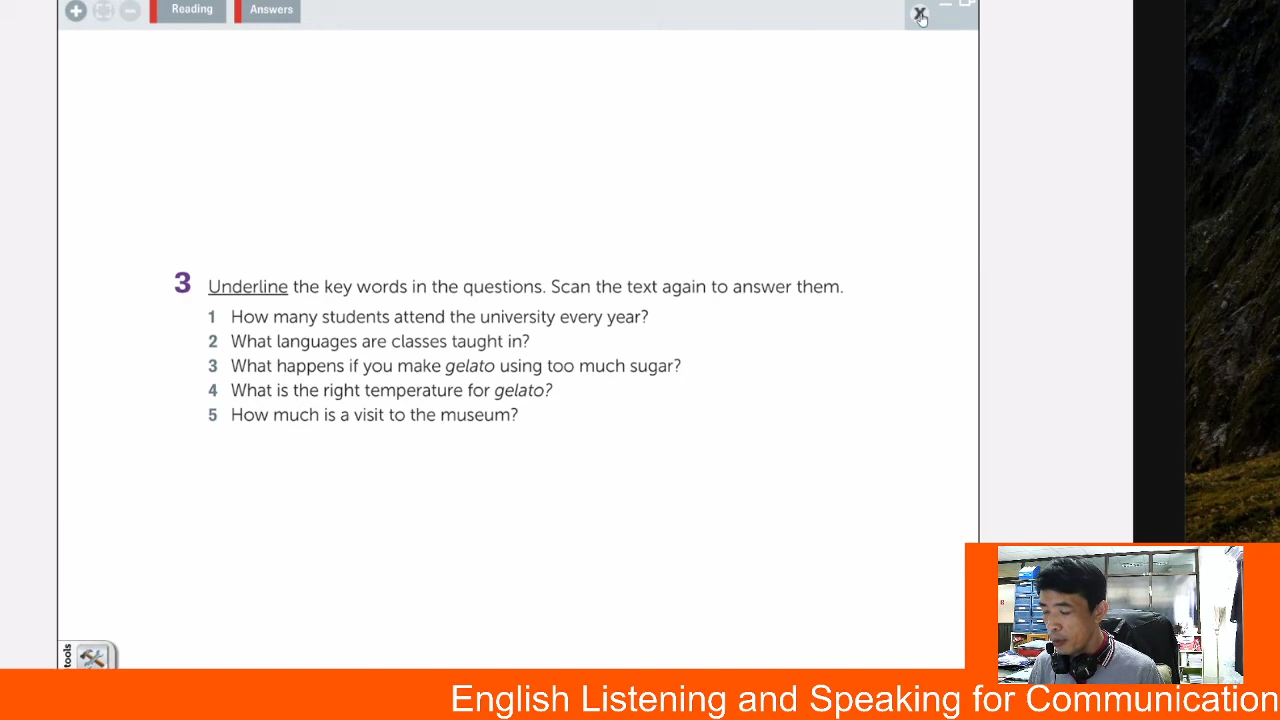 Reading Answers
3 Underline the key words in the questions. Scan the text again to answer them.
1 How many students attend the university every year?
2 What languages are classes taught in?
3 What happens if you make gelato using too much sugar?
4 What is the right temperature for gelato?
5 How much is a visit to the museum?
tools
English Listening and Speaking for Communication